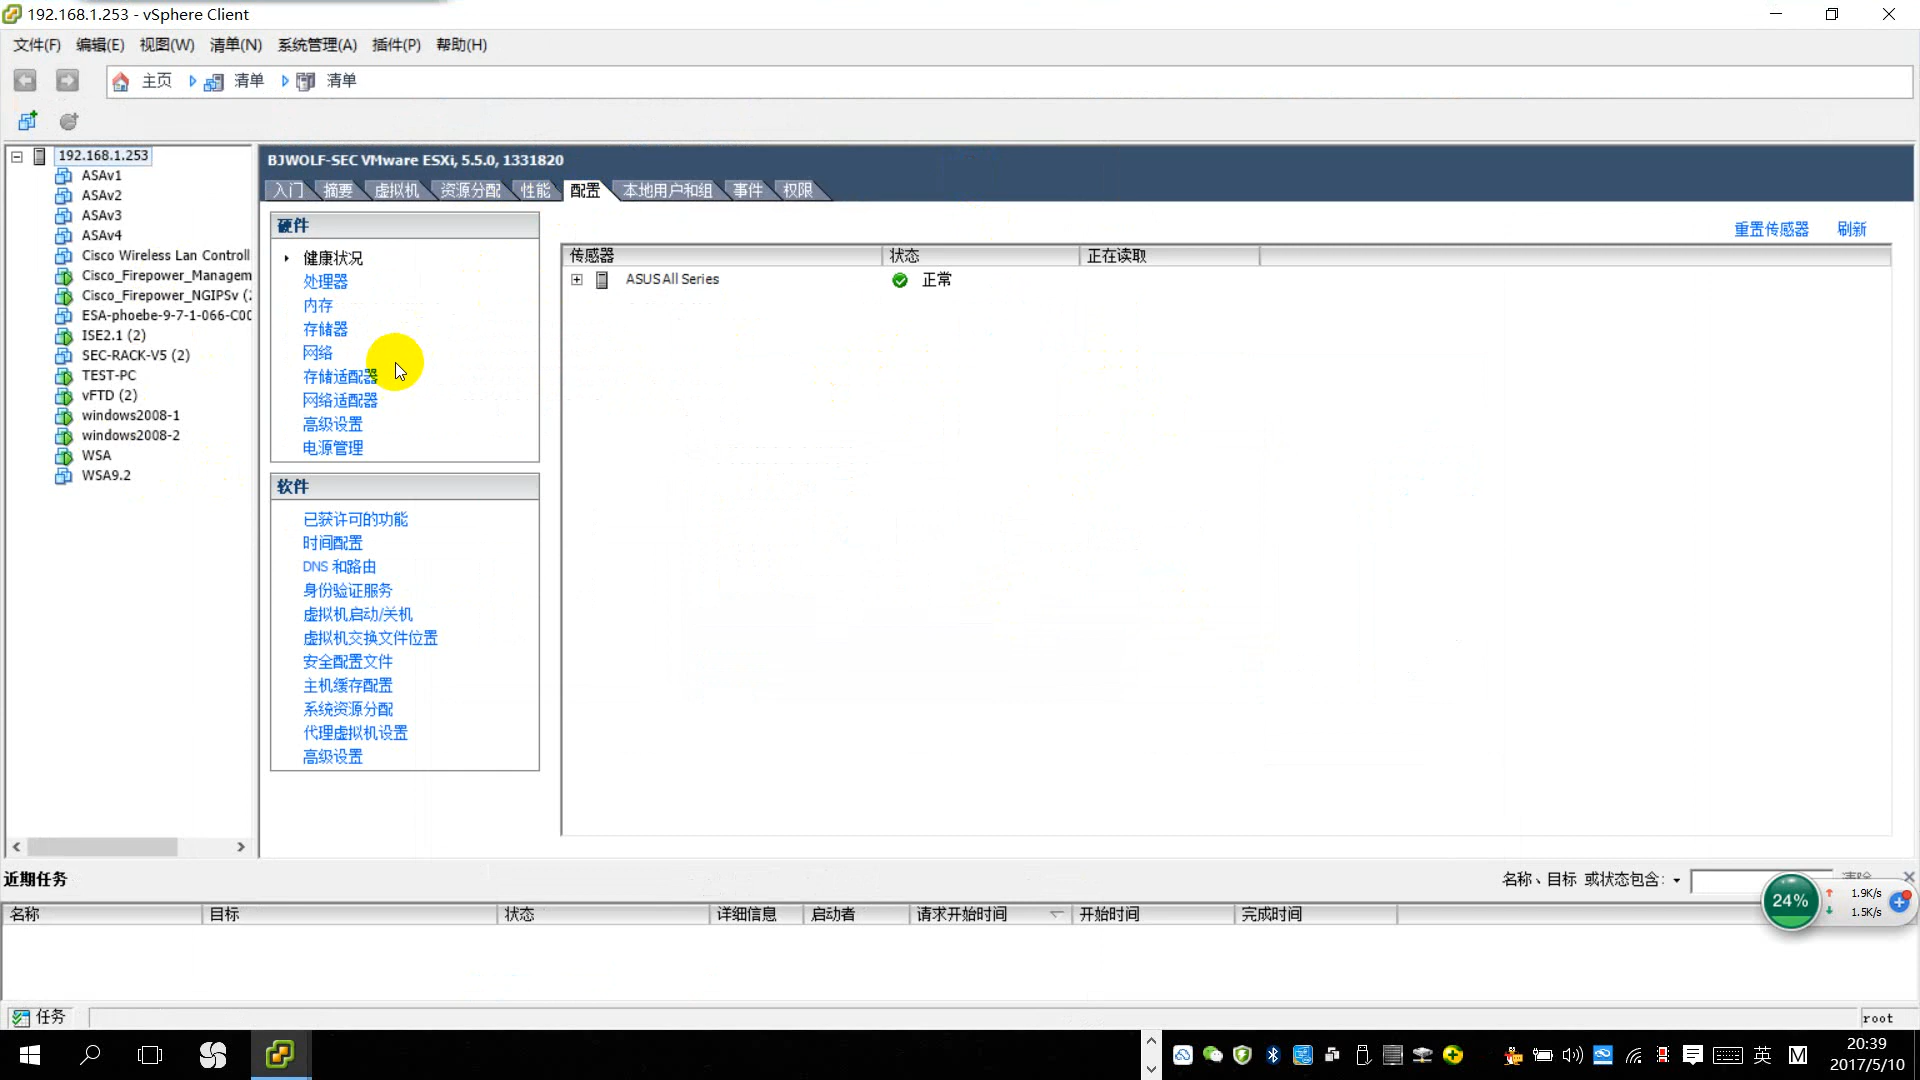 192.168.1.253 - vSphere Client
文件(F) 编辑(E) 视图(W) 清单(N) 系统管理(A) 插件(P) 帮助(H)
主页 清单 清单
192.168.1.253
ASAv1
ASAv2
ASAv3
ASAv4
Cisco Wireless Lan Controll
Cisco_Firepower_Managem
Cisco_Firepower_NGIPSv (
ESA-phoebe-9-7-1-066-C00
ISE2.1 (2)
SEC-RACK-V5 (2)
TEST-PC
vFTD (2)
windows2008-1
windows2008-2
WSA
WSA9.2
BJWOLF-SEC VMware ESXi, 5.5.0, 1331820
入门 摘要 虚拟机 资源分配 性能 配置 本地用户和组 事件 权限
硬件
健康状况
处理器
内存
存储器
网络
存储适配器
网络适配器
高级设置
电源管理
软件
已获许可的功能
时间配置
DNS 和路由
身份验证服务
虚拟机启动/关机
虚拟机交换文件位置
安全配置文件
主机缓存配置
系统资源分配
代理虚拟机设置
高级设置
重置传感器 刷新
传感器 状态 正在读取
ASUS All Series 正常
近期任务
名称、目标 或状态包含:
名称 目标 状态 详细信息 启动者 请求开始时间 开始时间 完成时间
24% 1.9K/s
1.5K/s
任务
root
英 M
20:39
2017/5/10